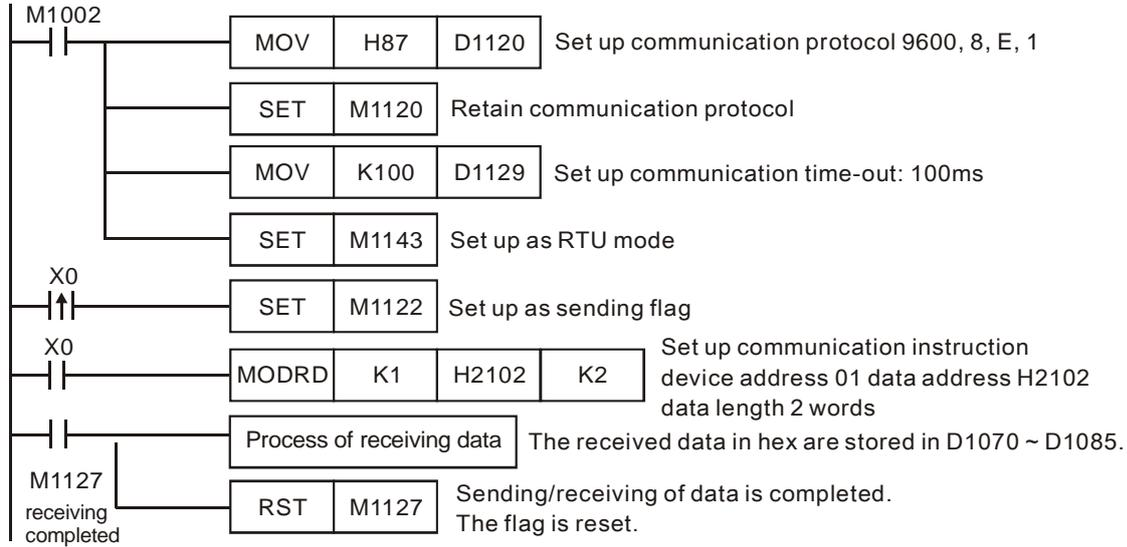 M1002
MOV H87 D1120 Set up communication protocol 9600, 8, E, 1
SET M1120 Retain communication protocol
MOV K100 D1129 Set up communication time-out: 100ms
SET M1143 Set up as RTU mode
X0
SET M1122 Set up as sending flag
X0
MODRD K1 H2102 K2
Set up communication instruction
device address 01 data address H2102
data length 2 words
Process of receiving data The received data in hex are stored in D1070 ~ D1085.
M1127
receiving
completed
RST M1127
Sending/receiving of data is completed.
The flag is reset.